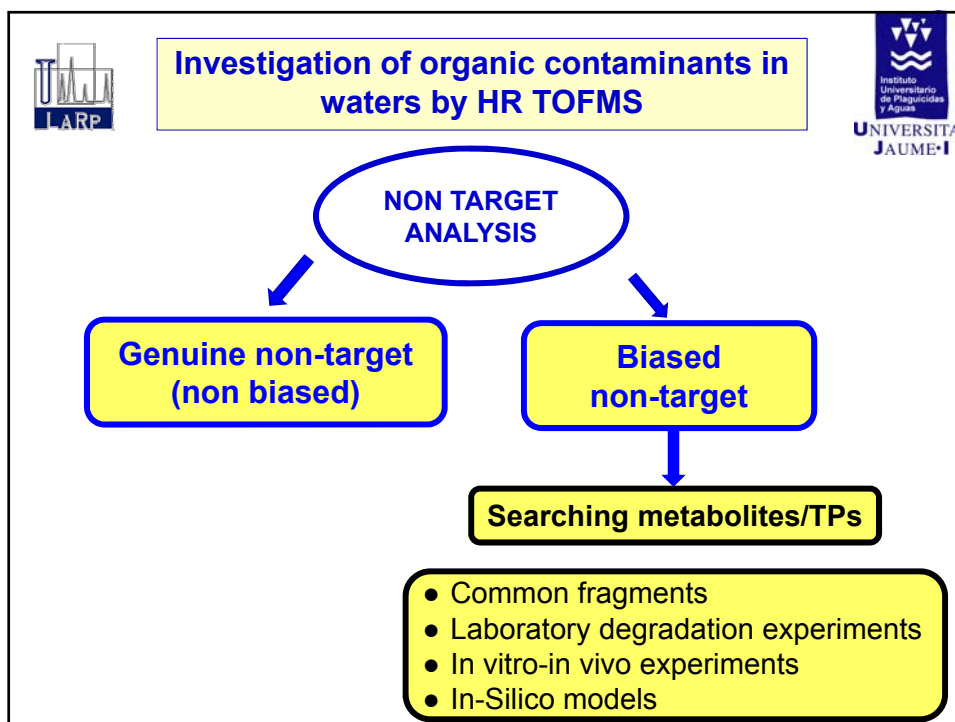 Investigation of organic contaminants in
waters by HR TOFMS
U
LARP
Instituto
Universitario
de Plaguicidas
y Aguas
UNIVERSITA
JAUME•I
NON TARGET
ANALYSIS
Genuine non-target
(non biased)
Biased
non-target
Searching metabolites/TPs
● Common fragments
● Laboratory degradation experiments
● In vitro-in vivo experiments
● In-Silico models